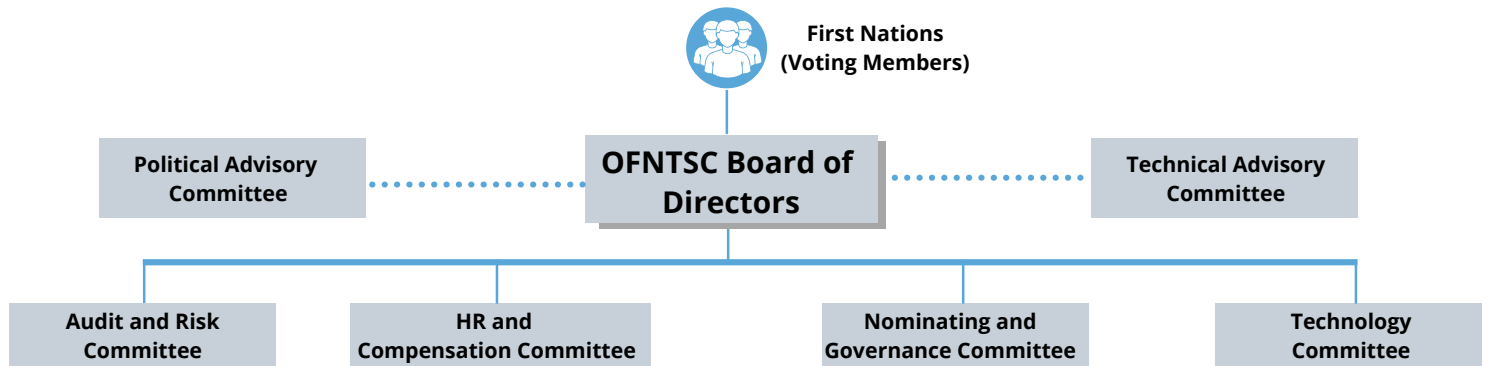 First Nations
(Voting Members)
Political Advisory
Committee
OFNTSC Board of
Directors
Technical Advisory
Committee
Audit and Risk
Committee
HR and
Compensation Committee
Nominating and
Governance Committee
Technology
Committee